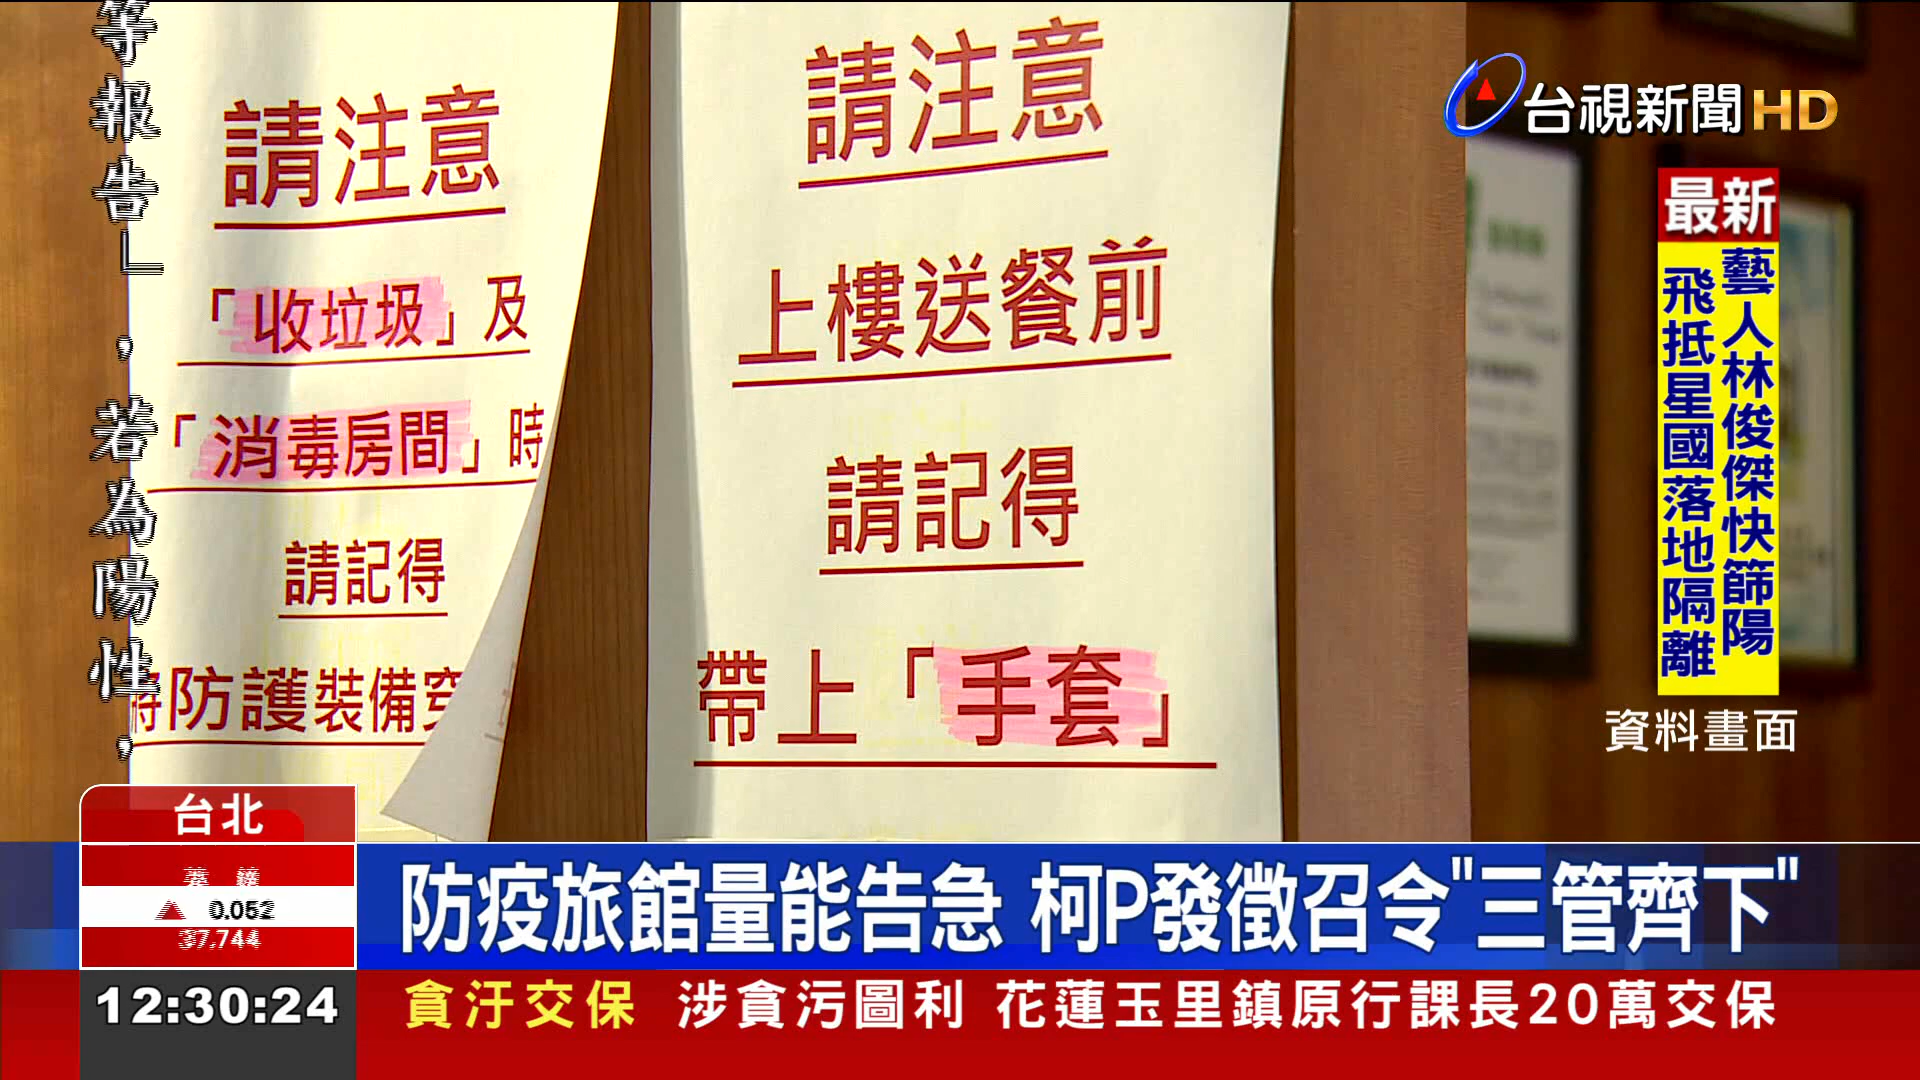 等報告」．若為陽性．
請注意
「收垃圾」及
「消毒房間」時
請記得
將防護裝備穿
請注意
上樓送餐前
請記得
帶上「手套」
台視新聞HD
最新
藝人林俊傑快篩陽
飛抵星國落地隔離
資料畫面
台北
▲ 0.052
37.744
防疫旅館量能告急 柯P發徵召令"三管齊下"
12:30:24
貪汙交保 涉貪污圖利 花蓮玉里鎮原行課長20萬交保